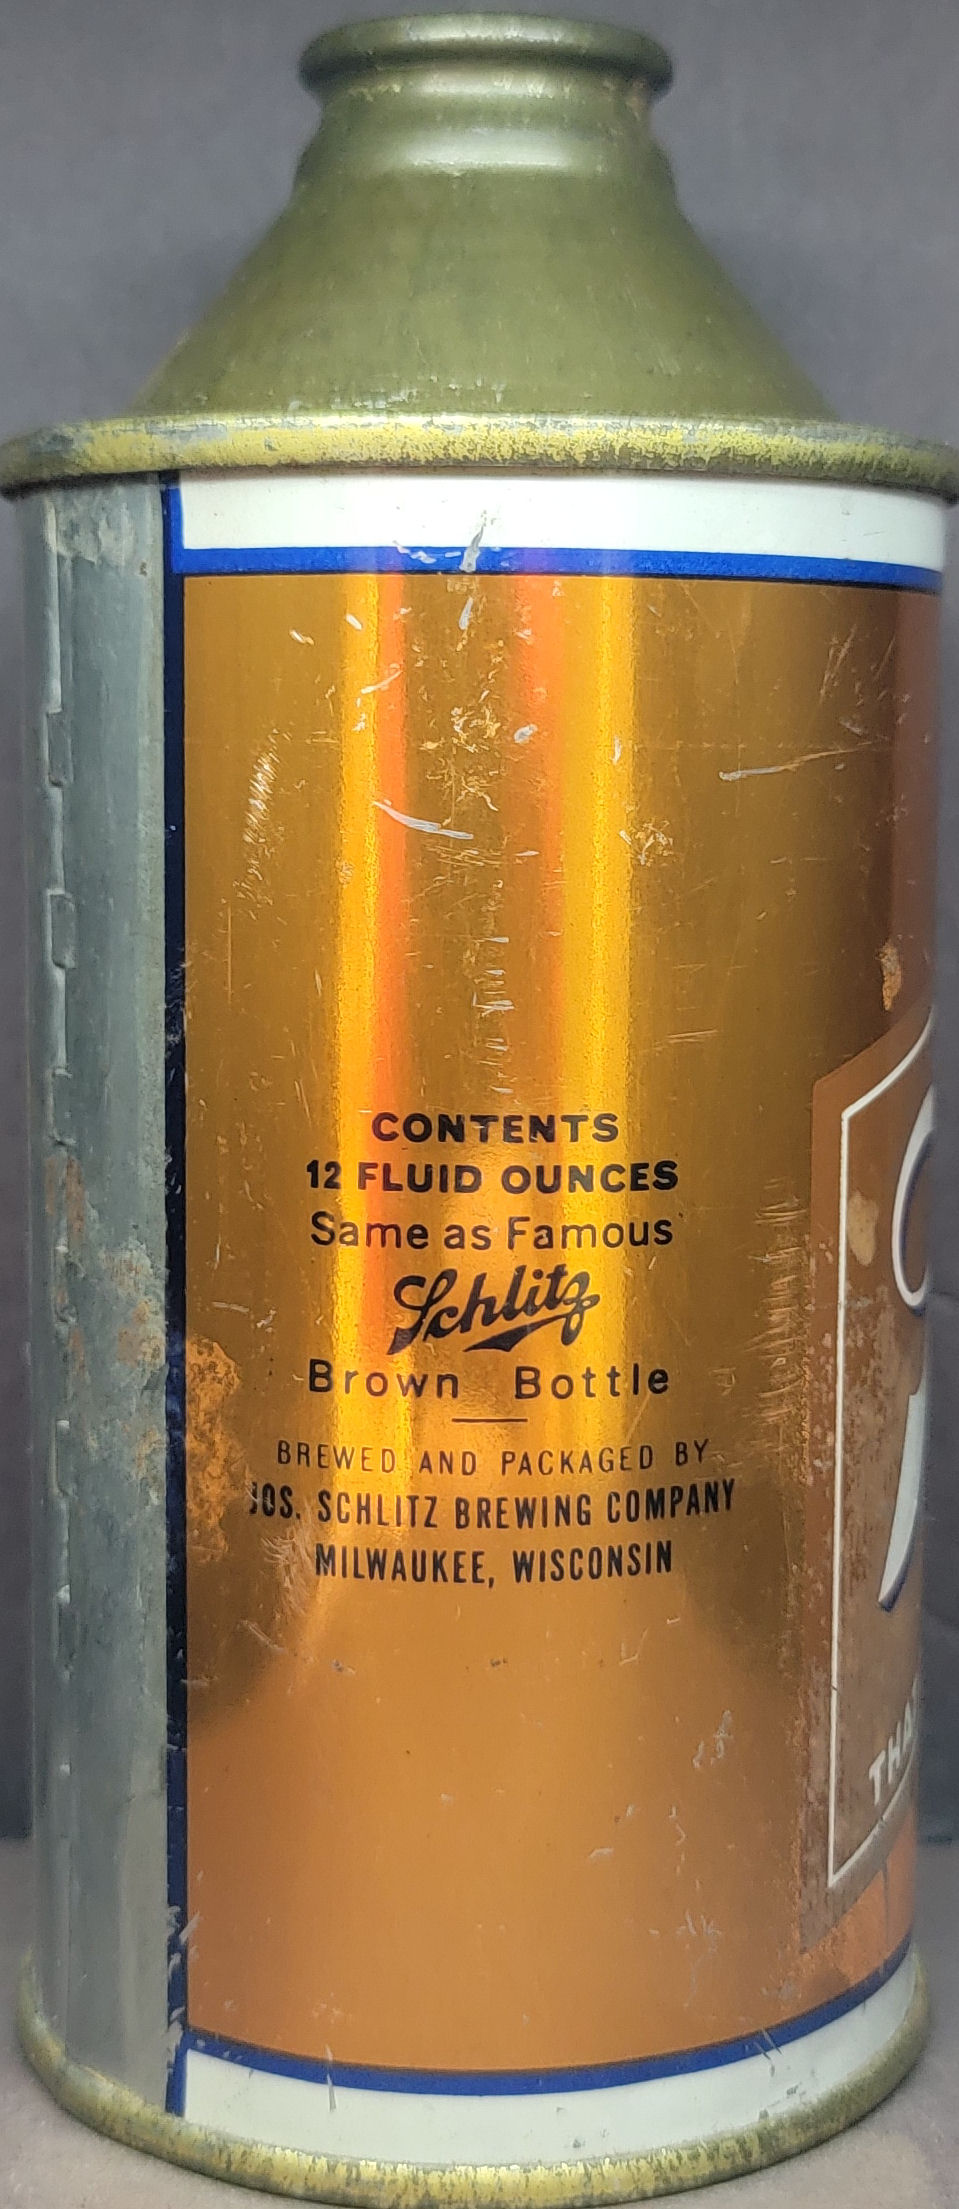 CONTENTS
12 FLUID OUNCES
Same as Famous
Schlitz
Brown Bottle
BREWED AND PACKAGED BY
JOS. SCHLITZ BREWING COMPANY
MILWAUKEE, WISCONSIN